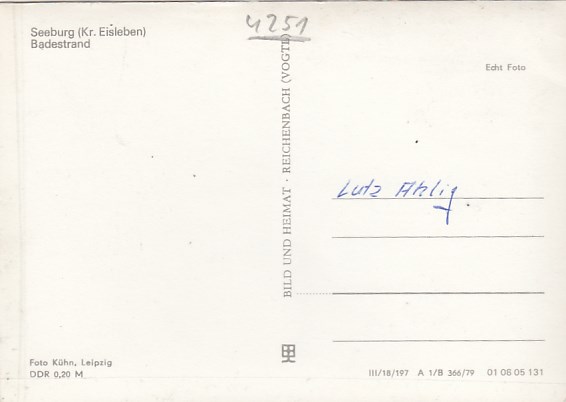 4251
Seeburg (Kr. Eisleben)
Badestrand
Echt Foto
BILD UND HEIMAT · REICHENBACH (VOGTL
Lutz Ahlig
Foto Kühn, Leipzig
DDR 0,20 M
III/18/197 A 1/B 366/79 01 08 05 131